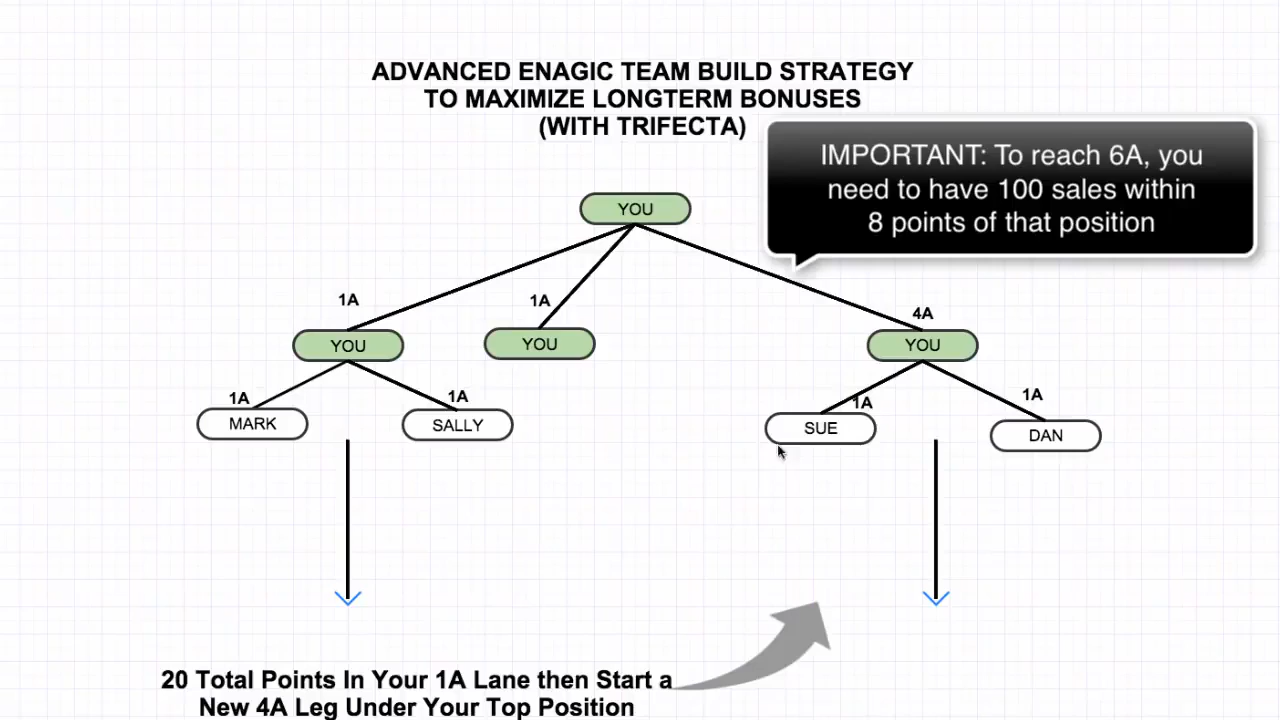 ADVANCED ENAGIC TEAM BUILD STRATEGY
TO MAXIMIZE LONGTERM BONUSES
(WITH TRIFECTA)
IMPORTANT: To reach 6A, you
need to have 100 sales within
8 points of that position
YOU
1A
1A
4A
YOU
YOU
YOU
1A
1A
1A
1A
MARK
SALLY
SUE
DAN
20 Total Points In Your 1A Lane then Start a
New 4A Leg Under Your Top Position